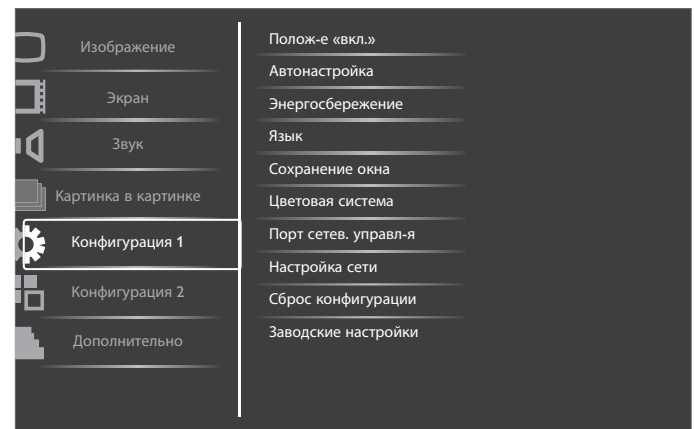 Изображение
Экран
Звук
Картинка в картинке
Конфигурация 1
Конфигурация 2
Дополнительно
Полож-е «вкл.»
Автонастройка
Энергосбережение
Язык
Сохранение окна
Цветовая система
Порт сетев. управл-я
Настройка сети
Сброс конфигурации
Заводские настройки